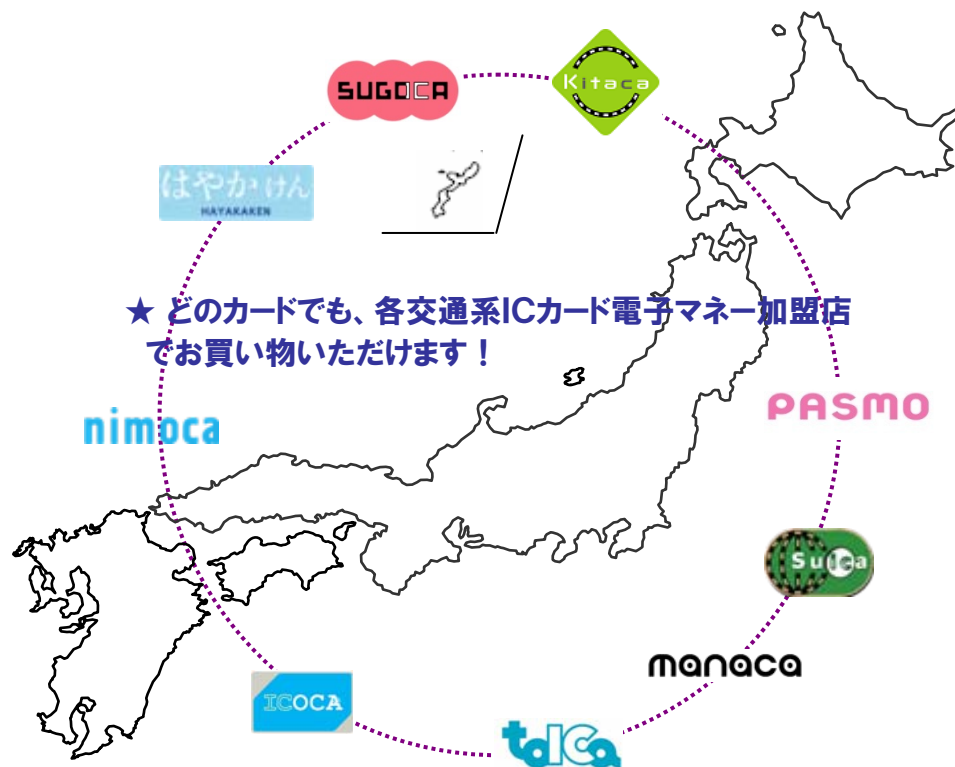 SUGOCA
Kitaca
はやかけん
HAYAKAKEN
★ どのカードでも、各交通系ICカード電子マネー加盟店
でお買い物いただけます！
PASMO
nimoca
Suica
manaca
ICOCA
toICa